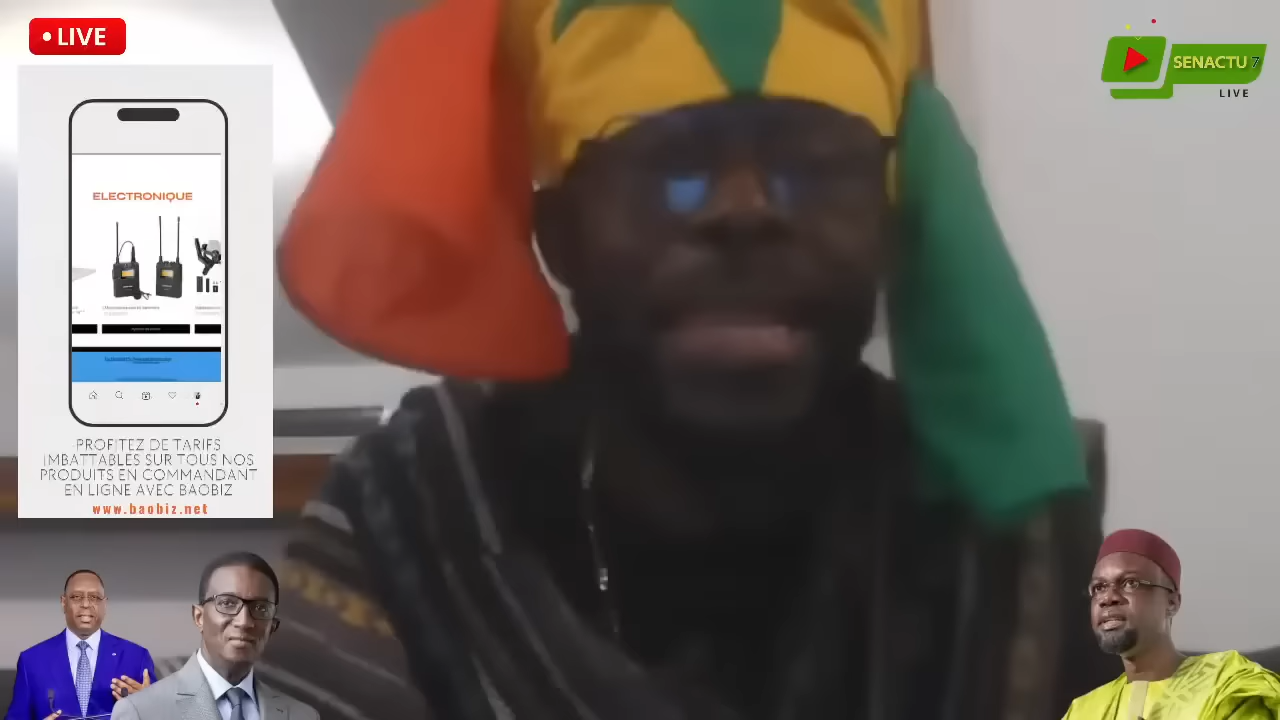 LIVE
ELECTRONIQUE
PROFITEZ DE TARIFS
IMBATTABLES SUR TOUS NOS
PRODUITS EN COMMANDANT
EN LIGNE AVEC BAOBIZ
www.baobiz.net
SENACTU 7
LIVE